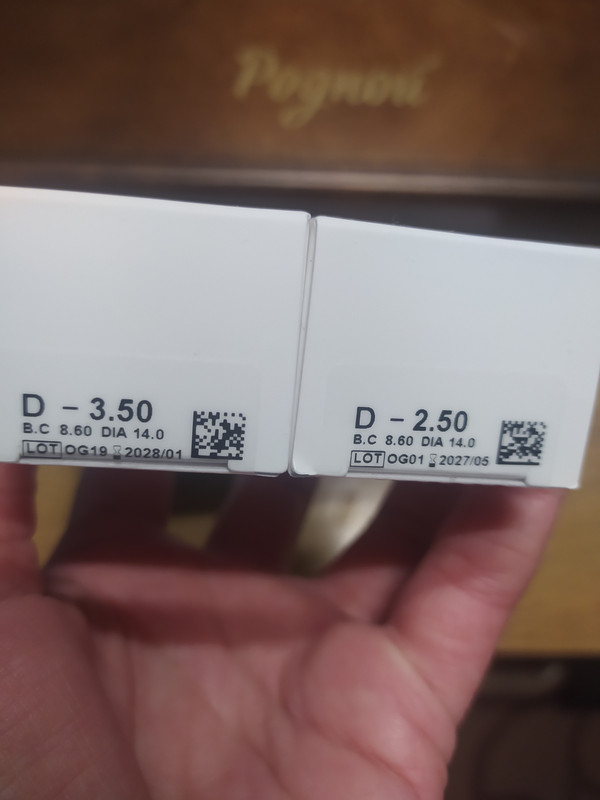 Родной
D – 3.50
B.C 8.60 DIA 14.0
LOT OG19 2028/01
D – 2.50
B.C 8.60 DIA 14.0
LOT OG01 2027/05